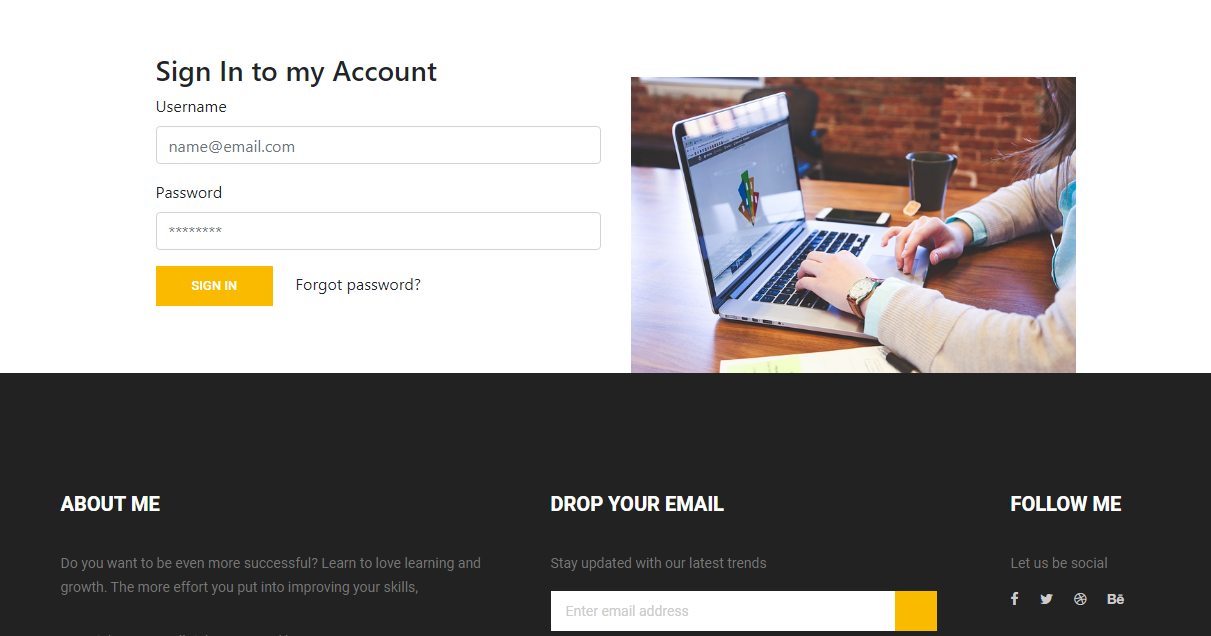 Sign In to my Account
Username
name@email.com
Password
********
SIGN IN
Forgot password?
ABOUT ME
Do you want to be even more successful? Learn to love learning and
growth. The more effort you put into improving your skills,
DROP YOUR EMAIL
Stay updated with our latest trends
Enter email address
FOLLOW ME
Let us be social